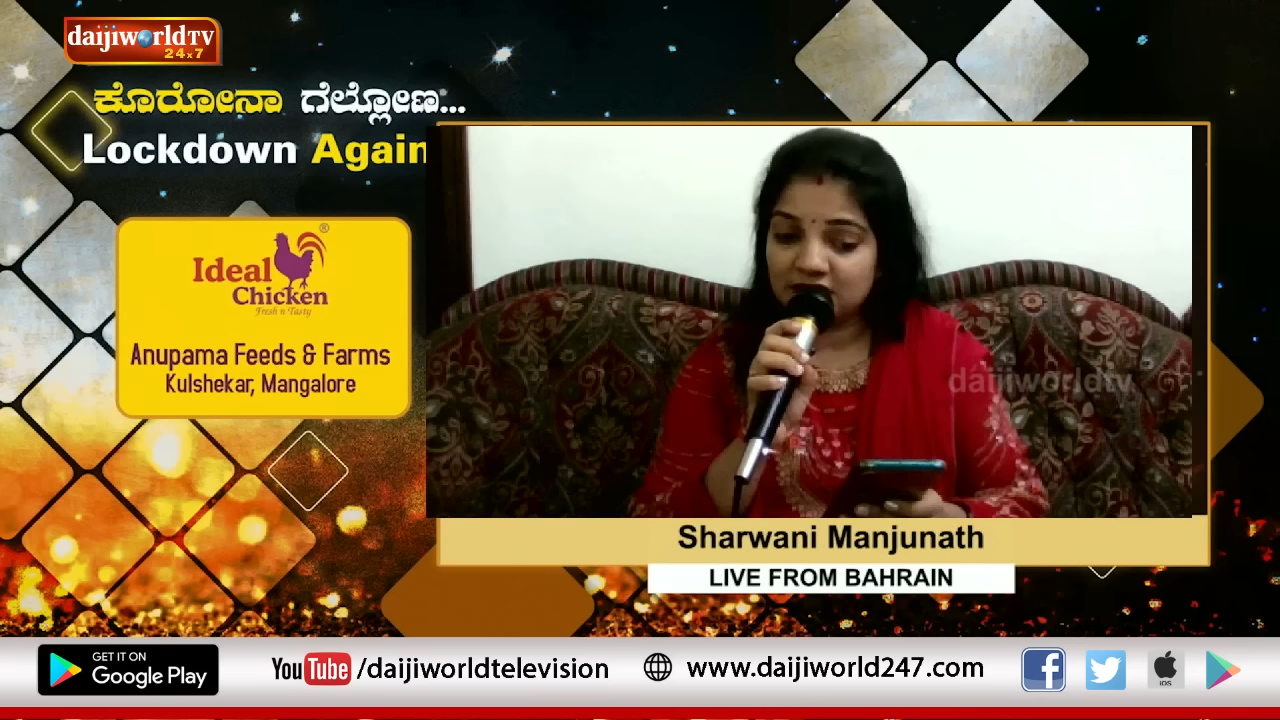 daijiworldTV
24x7
ಕೊರೋನಾ ಗೆಲ್ಲೋಣ...
Lockdown Again
Ideal
Chicken
®
Fresh n Tasty
Anupama Feeds & Farms
Kulshekar, Mangalore
daijiworldtv
Sharwani Manjunath
LIVE FROM BAHRAIN
GET IT ON
Google Play
YouTube /daijiworldtelevision
www.daijiworld247.com
iOS